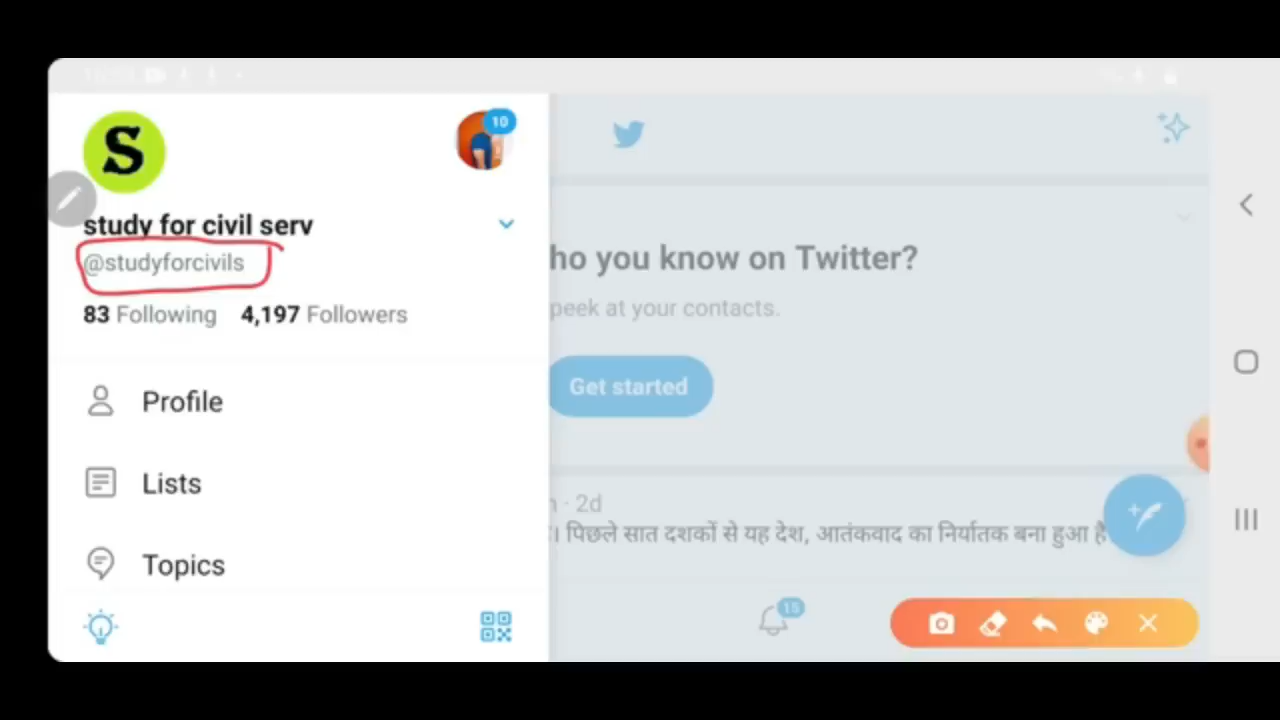 S
10
study for civil serv
@studyforcivils
83 Following 4,197 Followers
Profile
Lists
Topics
ho you know on Twitter?
peek at your contacts.
Get started
· 2d
। पिछले सात दशकों से यह देश, आतंकवाद का निर्यातक बना हुआ है
15